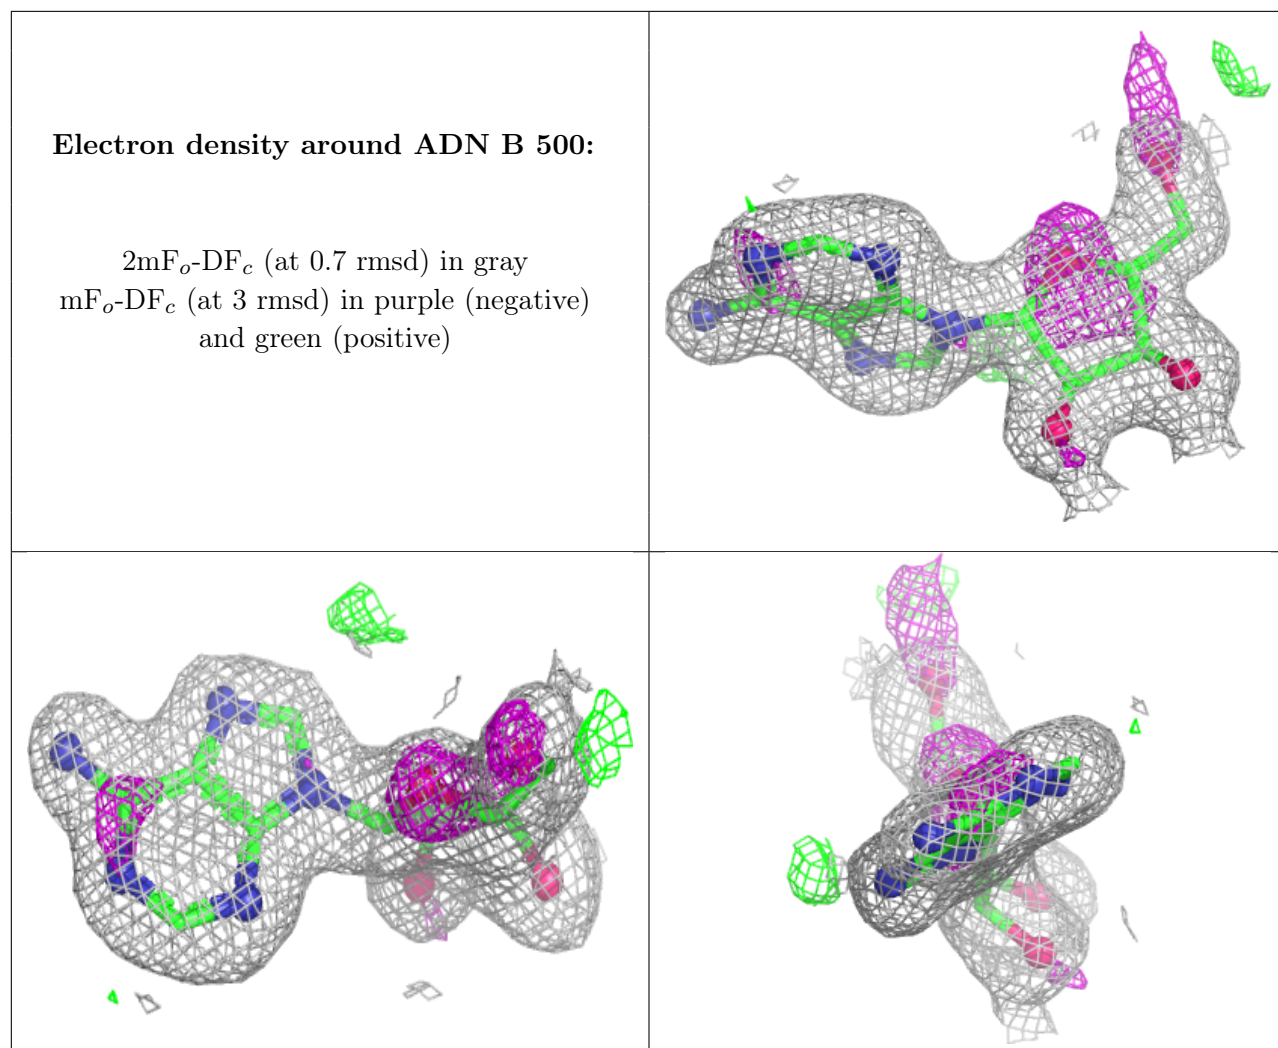 Electron density around ADN B 500:
2mFₒ-DF𝒸 (at 0.7 rmsd) in gray
mFₒ-DF𝒸 (at 3 rmsd) in purple (negative)
and green (positive)